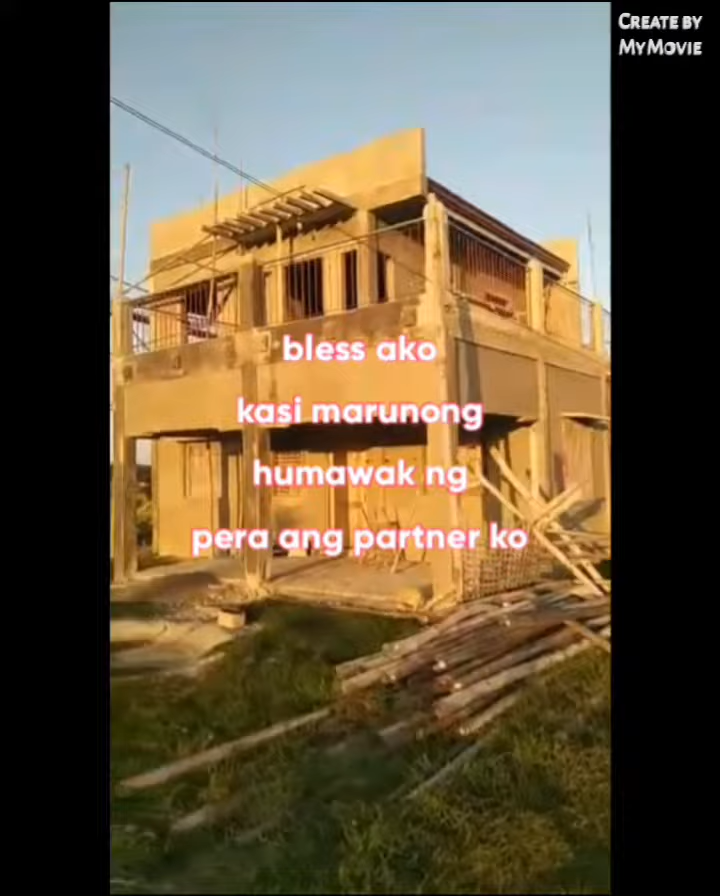 CREATE BY
MYMOVIE
bless ako
kasi marunong
humawak ng
pera ang partner ko